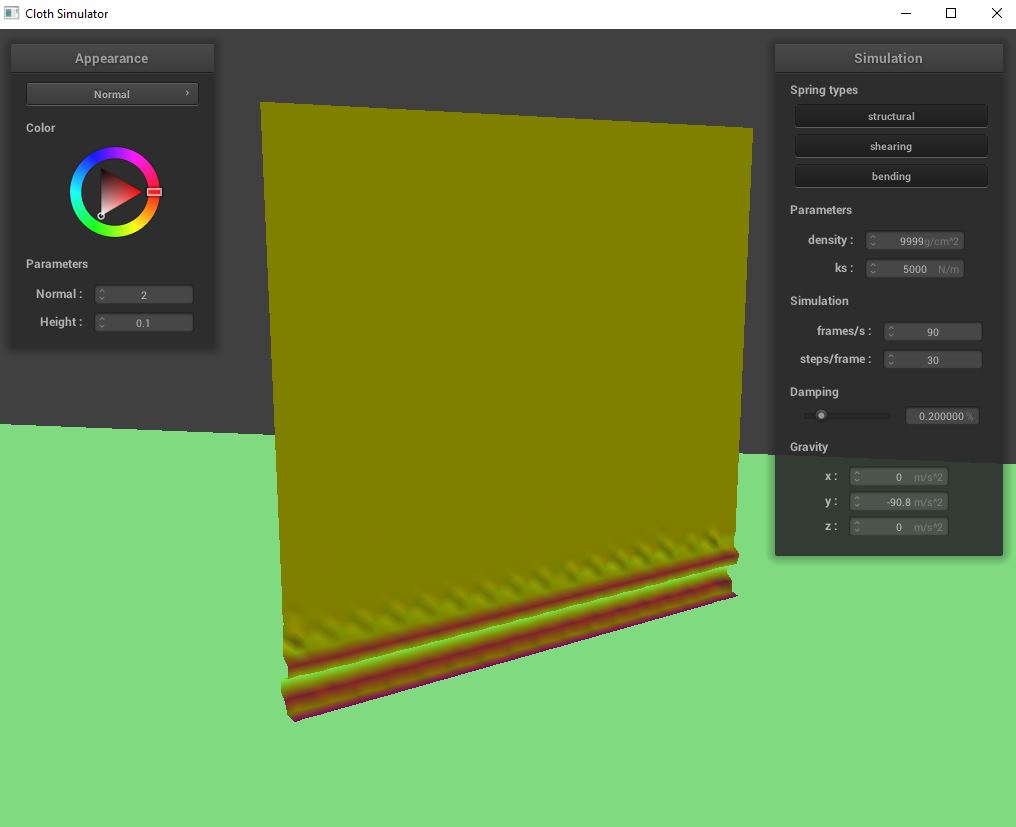 Cloth Simulator
Appearance
Normal
Color
Parameters
Normal : 2
Height : 0.1
Simulation
Spring types
structural
shearing
bending
Parameters
density : 9999 g/cm^2
ks : 5000 N/m
Simulation
frames/s : 90
steps/frame : 30
Damping
0.200000 %
Gravity
x : 0 m/s^2
y : -90.8 m/s^2
z : 0 m/s^2